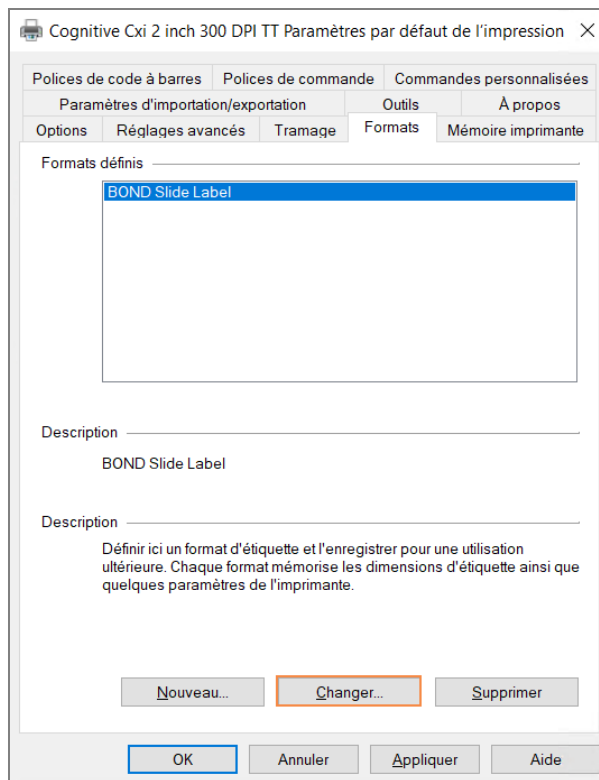 Cognitive Cxi 2 inch 300 DPI TT Paramètres par défaut de l’impression
Polices de code à barres Polices de commande Commandes personnalisées
Paramètres d'importation/exportation Outils À propos
Options Réglages avancés Tramage Formats Mémoire imprimante
Formats définis
BOND Slide Label
Description
BOND Slide Label
Description
Définir ici un format d'étiquette et l'enregistrer pour une utilisation
ultérieure. Chaque format mémorise les dimensions d'étiquette ainsi que
quelques paramètres de l'imprimante.
Nouveau... Changer... Supprimer
OK Annuler Appliquer Aide